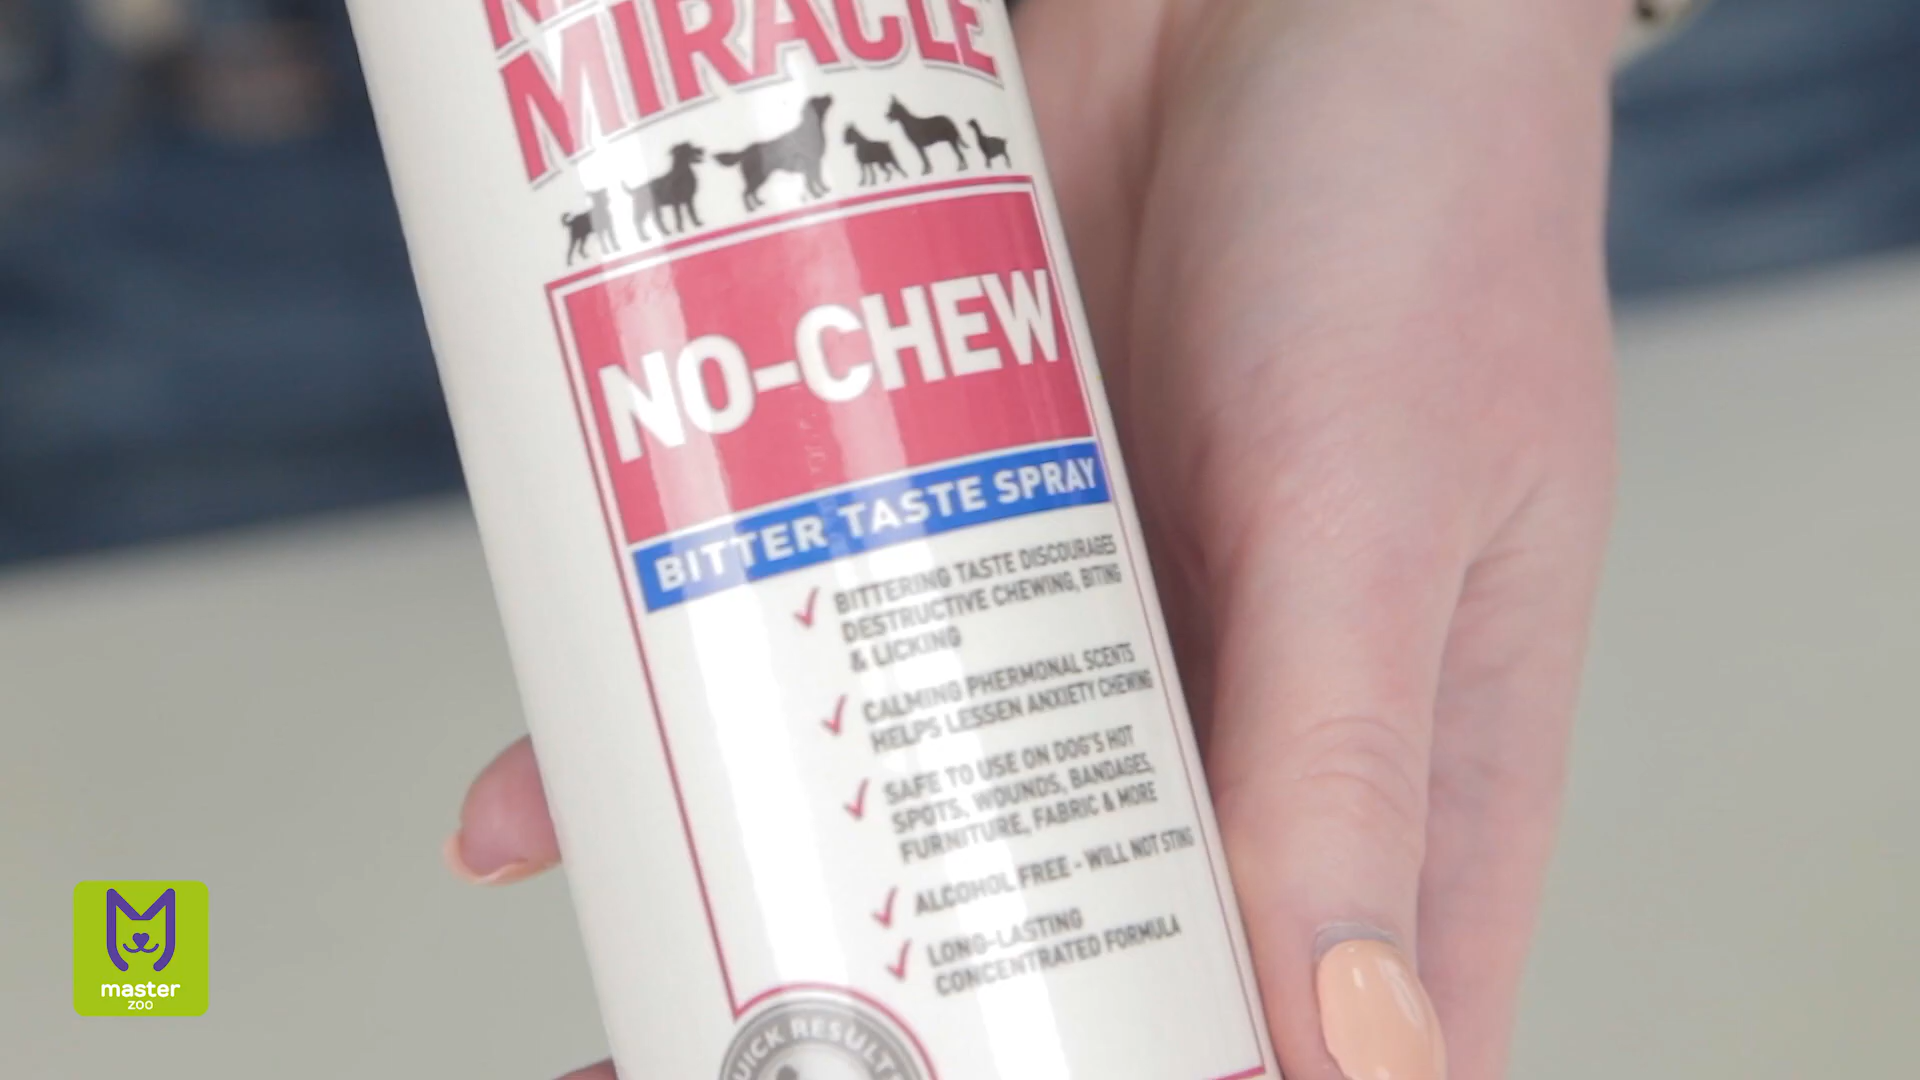 MIRACLE
NO-CHEW
BITTER TASTE SPRAY
BITTERING TASTE DISCOURAGES
DESTRUCTIVE CHEWING, BITING
& LICKING
CALMING PHERMONAL SCENTS
HELPS LESSEN ANXIETY CHEWING
SAFE TO USE ON DOG'S HOT
SPOTS, WOUNDS, BANDAGES,
FURNITURE, FABRIC & MORE
ALCOHOL FREE - WILL NOT STING
LONG-LASTING
CONCENTRATED FORMULA
QUICK RESULTS
master
ZOO